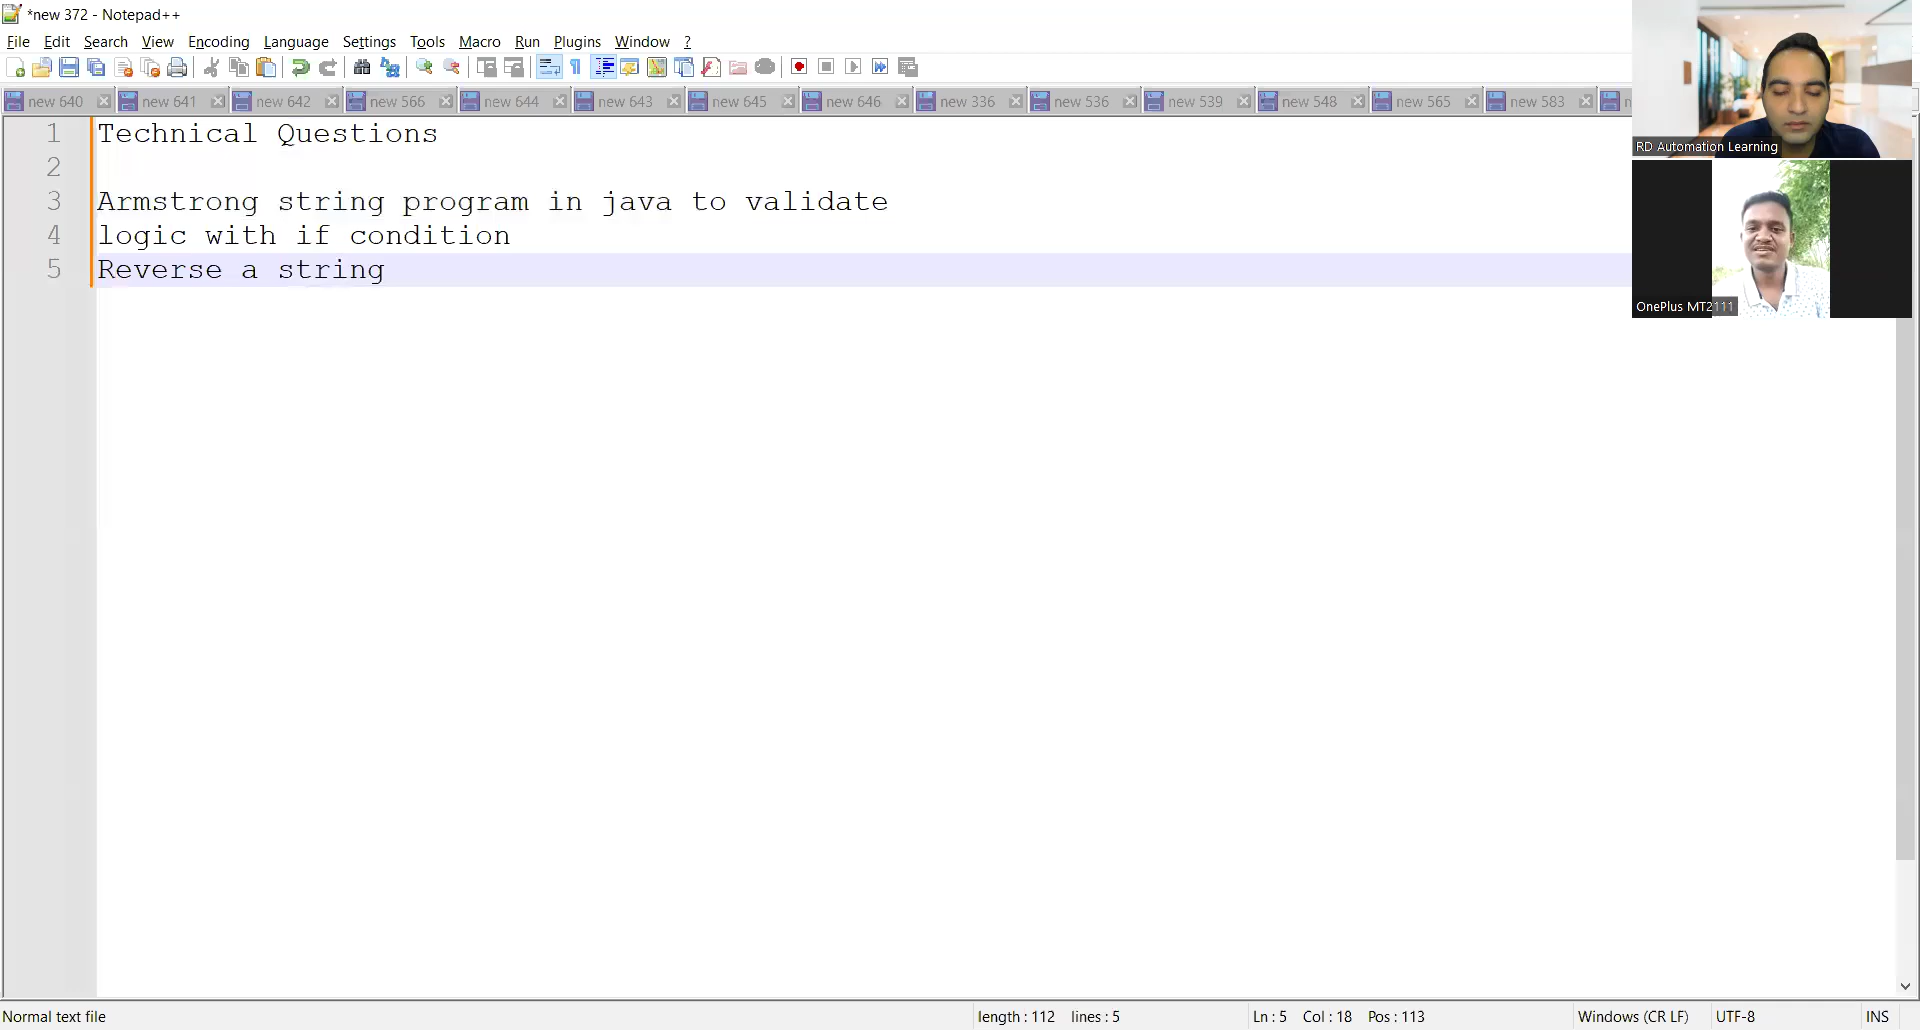 *new 372 - Notepad++
File Edit Search View Encoding Language Settings Tools Macro Run Plugins Window ?
new 640 new 641 new 642 new 566 new 644 new 643 new 645 new 646 new 336 new 536 new 539 new 548 new 565 new 583
1 Technical Questions
2
3 Armstrong string program in java to validate
4 logic with if condition
5 Reverse a string
RD Automation Learning
OnePlus MT2111
Normal text file length : 112 lines : 5 Ln : 5 Col : 18 Pos : 113 Windows (CR LF) UTF-8 INS